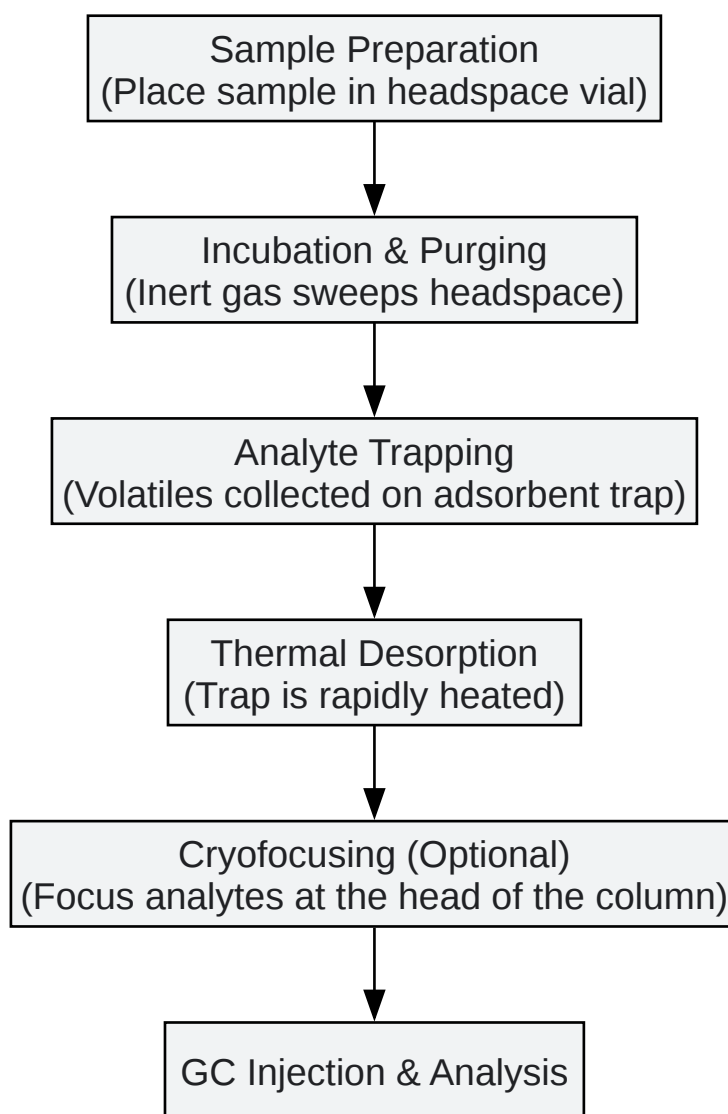 Sample Preparation
(Place sample in headspace vial)
Incubation & Purging
(Inert gas sweeps headspace)
Analyte Trapping
(Volatiles collected on adsorbent trap)
Thermal Desorption
(Trap is rapidly heated)
Cryofocusing (Optional)
(Focus analytes at the head of the column)
GC Injection & Analysis